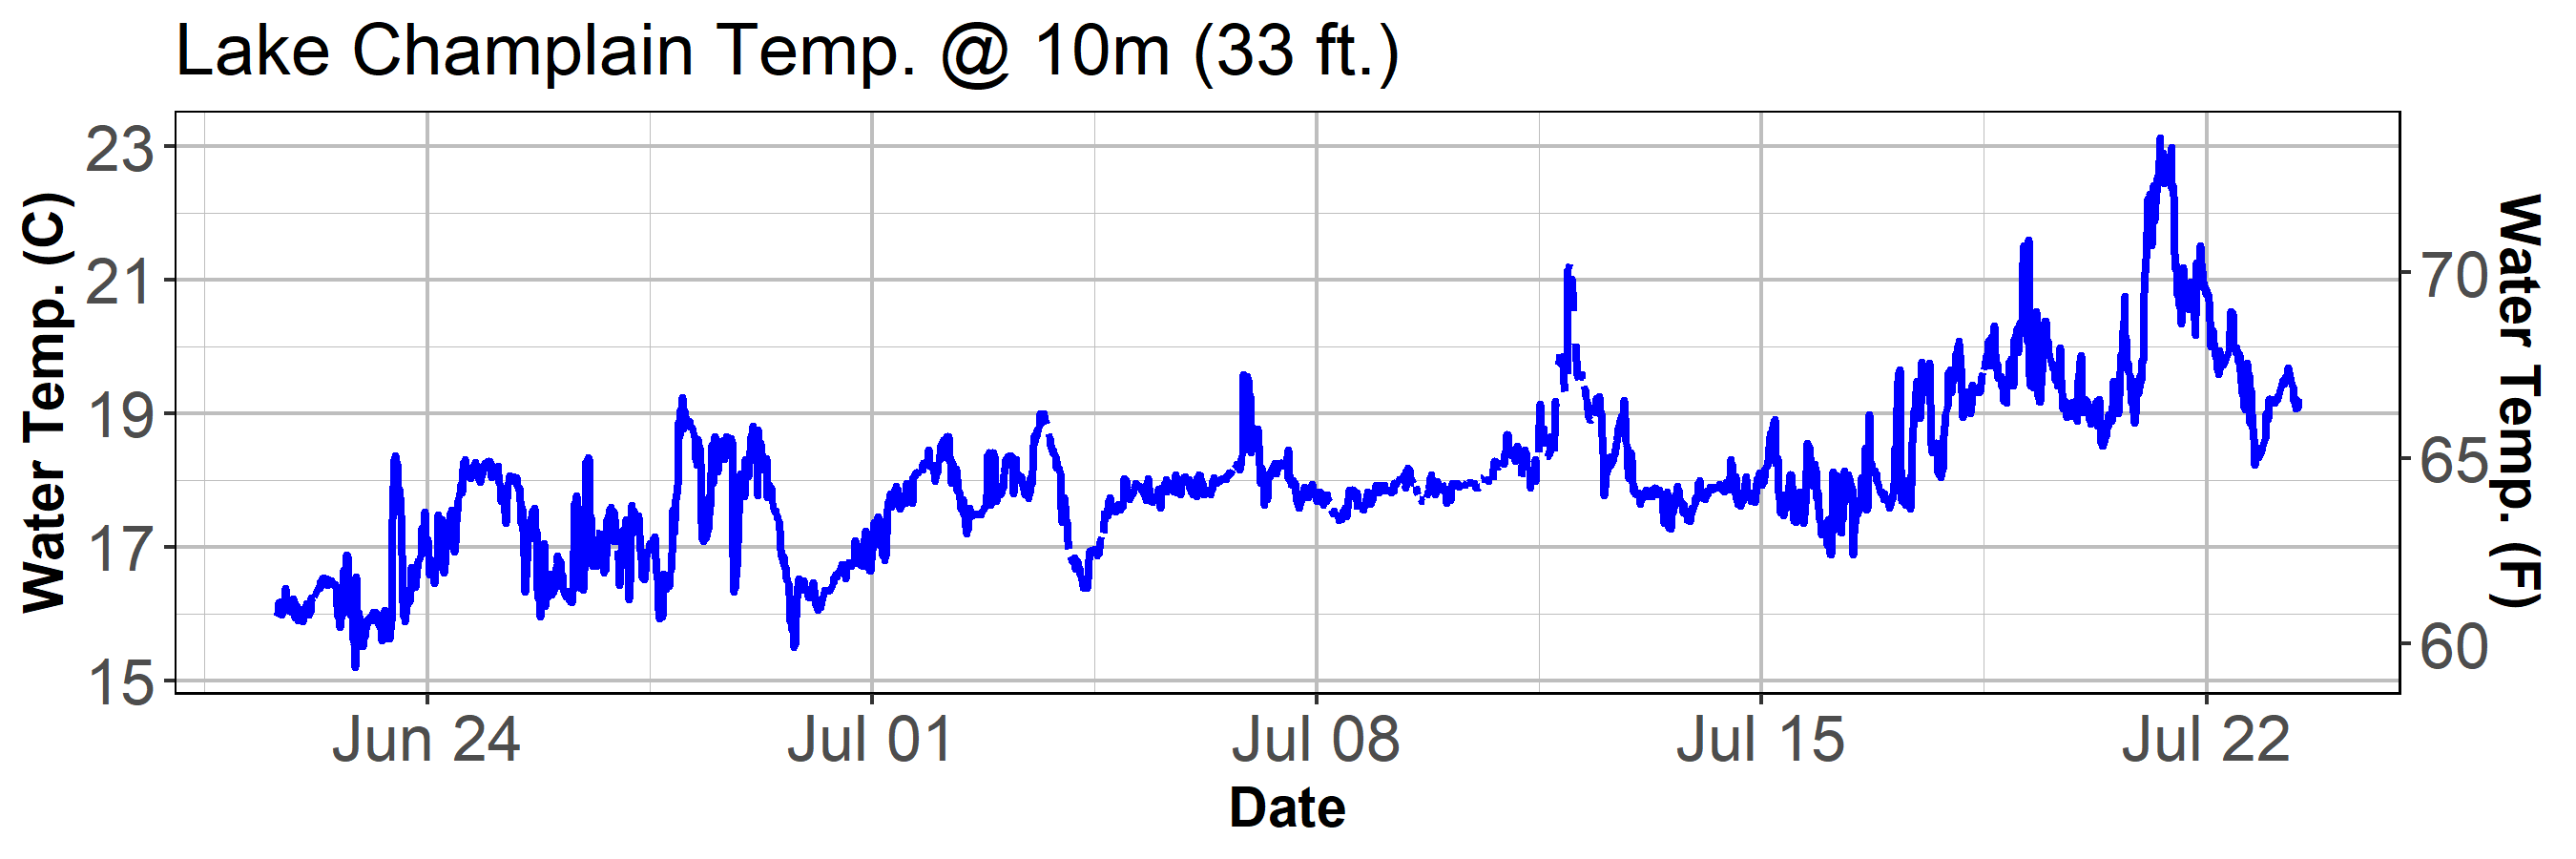 Lake Champlain Temp. @ 10m (33 ft.)
Water Temp. (C)
23
21
19
17
15
Water Temp. (F)
70
65
60
Jun 24 Jul 01 Jul 08 Jul 15 Jul 22
Date